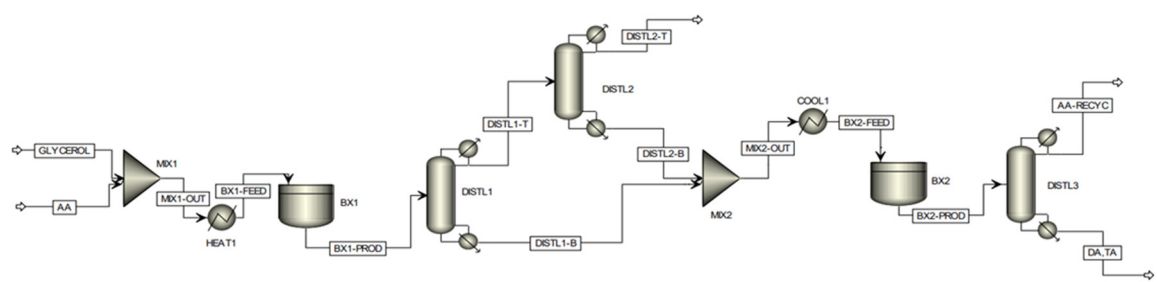 DISTL2-T
DISTL2
COOL1
AA-RECYC
BX2-FEED
DISTL1-T
GLYCEROL
MIX1
DISTL2-B
MIX2-OUT
BX1-FEED
DISTL1
BX2
DISTL3
MIX1-OUT
BX1
AA
MIX2
BX2-PROD
HEAT1
BX1-PROD
DISTL1-B
DA,TA